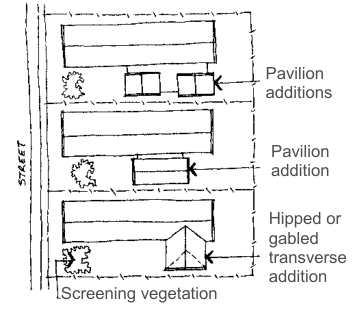 STREET
Pavilion
additions
Pavilion
addition
Hipped or
gabled
transverse
addition
Screening vegetation